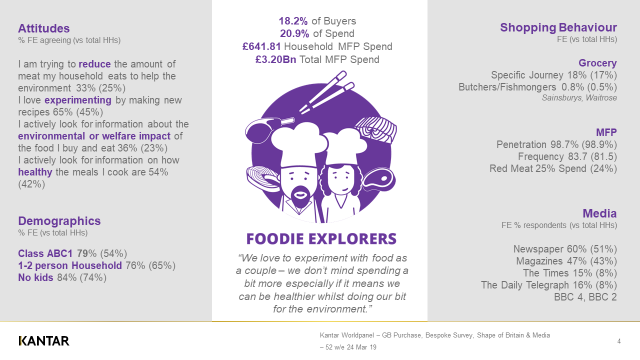 Attitudes
% FE agreeing (vs total HHs)
I am trying to reduce the amount of
meat my household eats to help the
environment 33% (25%)
I love experimenting by making new
recipes 65% (45%)
I actively look for information about the
environmental or welfare impact of
the food I buy and eat 36% (23%)
I actively look for information on how
healthy the meals I cook are 54%
(42%)
Demographics
% FE (vs total HHs)
Class ABC1 79% (54%)
1-2 person Household 76% (65%)
No kids 84% (74%)
18.2% of Buyers
20.9% of Spend
£641.81 Household MFP Spend
£3.20Bn Total MFP Spend
FOODIE EXPLORERS
“We love to experiment with food as
a couple – we don’t mind spending a
bit more especially if it means we
can be healthier whilst doing our bit
for the environment.”
Shopping Behaviour
FE (vs total HHs)
Grocery
Specific Journey 18% (17%)
Butchers/Fishmongers 0.8% (0.5%)
Sainsburys, Waitrose
MFP
Penetration 98.7% (98.9%)
Frequency 83.7 (81.5)
Red Meat 25% Spend (24%)
Media
FE % respondents (vs total HHs)
Newspaper 60% (51%)
Magazines 47% (43%)
The Times 15% (8%)
The Daily Telegraph 16% (8%)
BBC 4, BBC 2
KANTAR
Kantar Worldpanel – GB Purchase, Bespoke Survey, Shape of Britain & Media
– 52 w/e 24 Mar 19
4